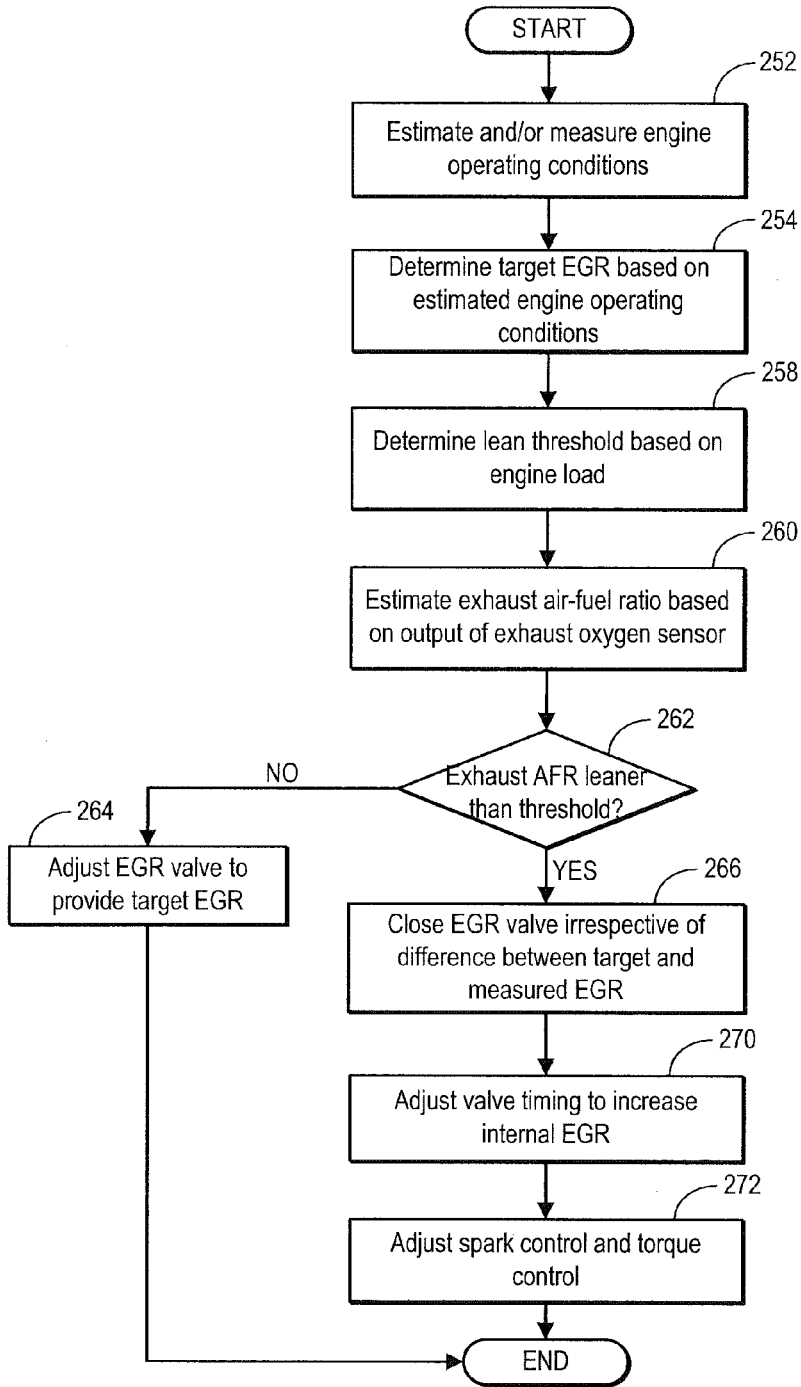 START
252
Estimate and/or measure engine
operating conditions
254
Determine target EGR based on
estimated engine operating
conditions
258
Determine lean threshold based on
engine load
260
Estimate exhaust air-fuel ratio based
on output of exhaust oxygen sensor
262
Exhaust AFR leaner
than threshold?
NO
264
Adjust EGR valve to
provide target EGR
YES
266
Close EGR valve irrespective of
difference between target and
measured EGR
270
Adjust valve timing to increase
internal EGR
272
Adjust spark control and torque
control
END